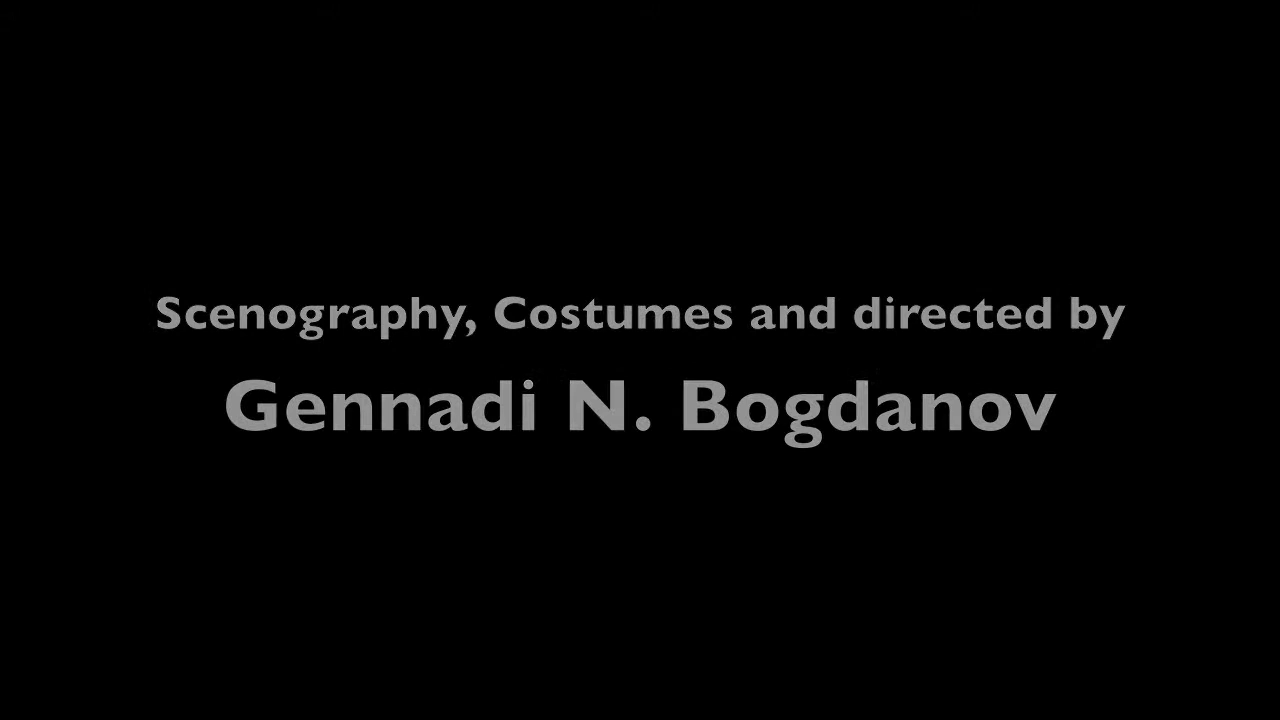 Scenography, Costumes and directed by
Gennadi N. Bogdanov